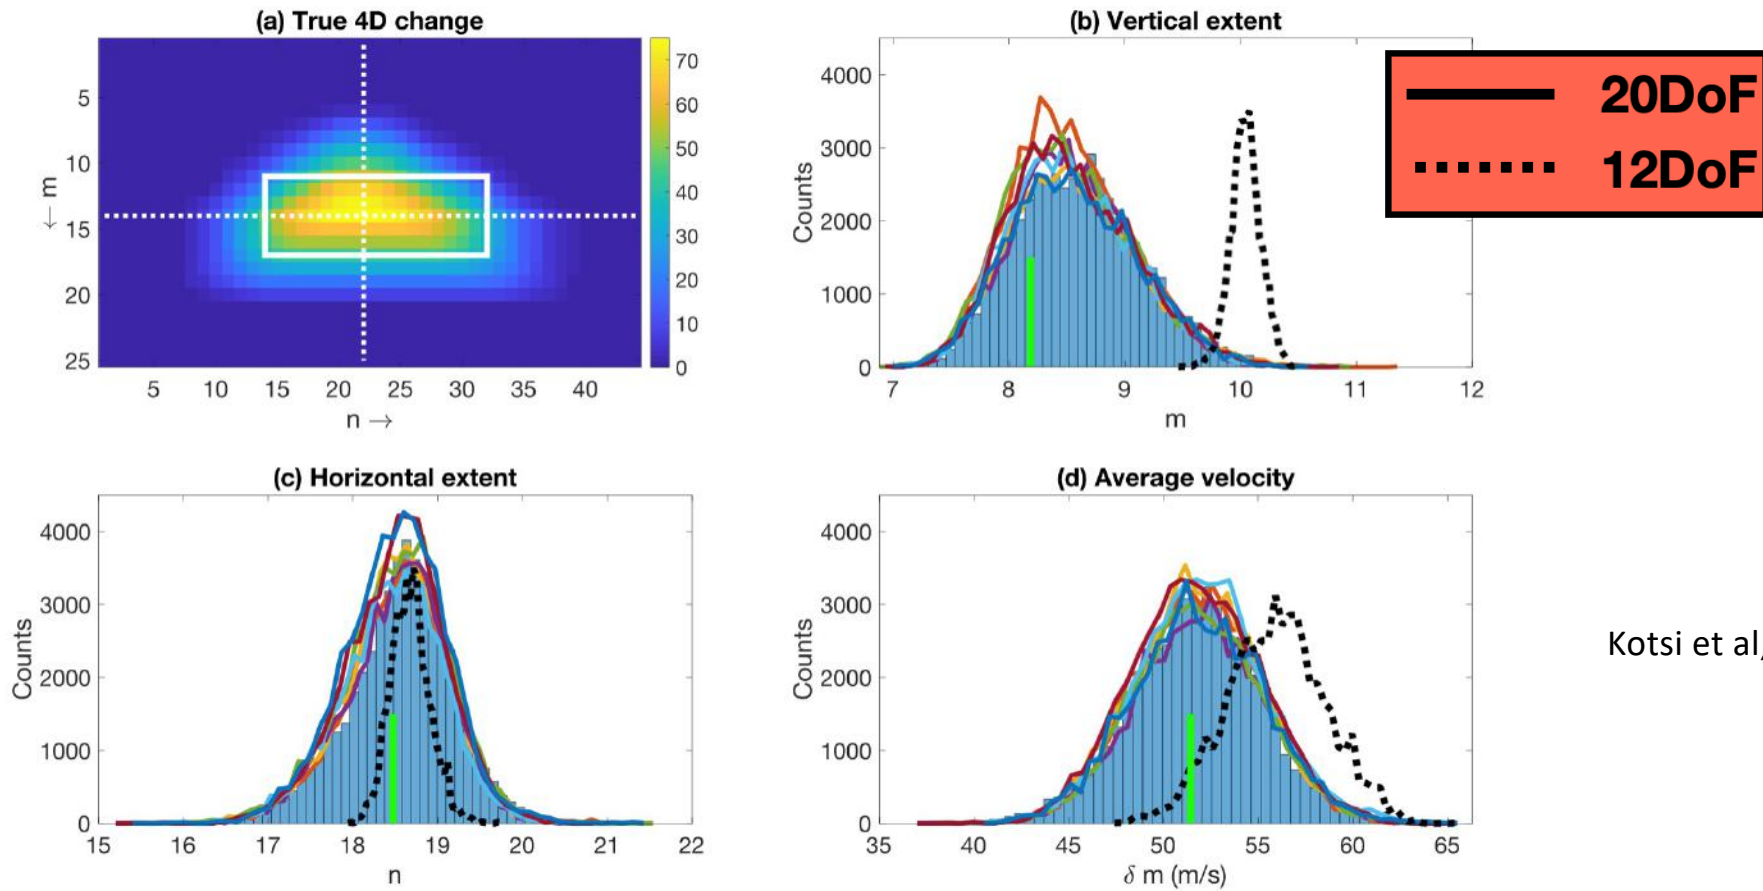 (a) True 4D change
5
10
15
20
25
← m
5 10 15 20 25 30 35 40
n →
70
60
50
40
30
20
10
0
(b) Vertical extent
4000
3000
2000
1000
0
Counts
7 8 9 10 11 12
m
20DoF
12DoF
(c) Horizontal extent
4000
3000
2000
1000
0
Counts
15 16 17 18 19 20 21 22
n
(d) Average velocity
4000
3000
2000
1000
0
Counts
35 40 45 50 55 60 65
δ m (m/s)
Kotsi et al,